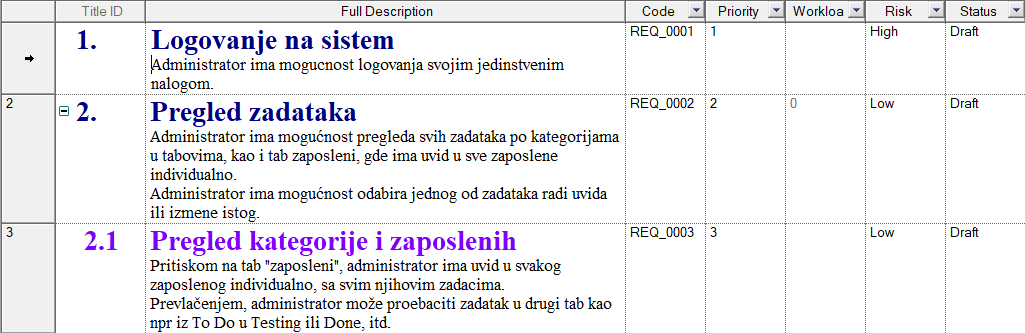 Title ID Full Description Code Priority Workloa Risk Status
1. Logovanje na sistem REQ_0001 1 High Draft
Administrator ima mogucnost logovanja svojim jedinstvenim
nalogom.
2 2. Pregled zadataka REQ_0002 2 0 Low Draft
Administrator ima mogućnost pregleda svih zadataka po kategorijama
u tabovima, kao i tab zaposleni, gde ima uvid u sve zaposlene
individualno.
Administrator ima mogućnost odabira jednog od zadataka radi uvida
ili izmene istog.
3 2.1 Pregled kategorije i zaposlenih REQ_0003 3 Low Draft
Pritiskom na tab "zaposleni", administrator ima uvid u svakog
zaposlenog individualno, sa svim njihovim zadacima.
Prevlačenjem, administrator može proebaciti zadatak u drugi tab kao
npr iz To Do u Testing ili Done, itd.